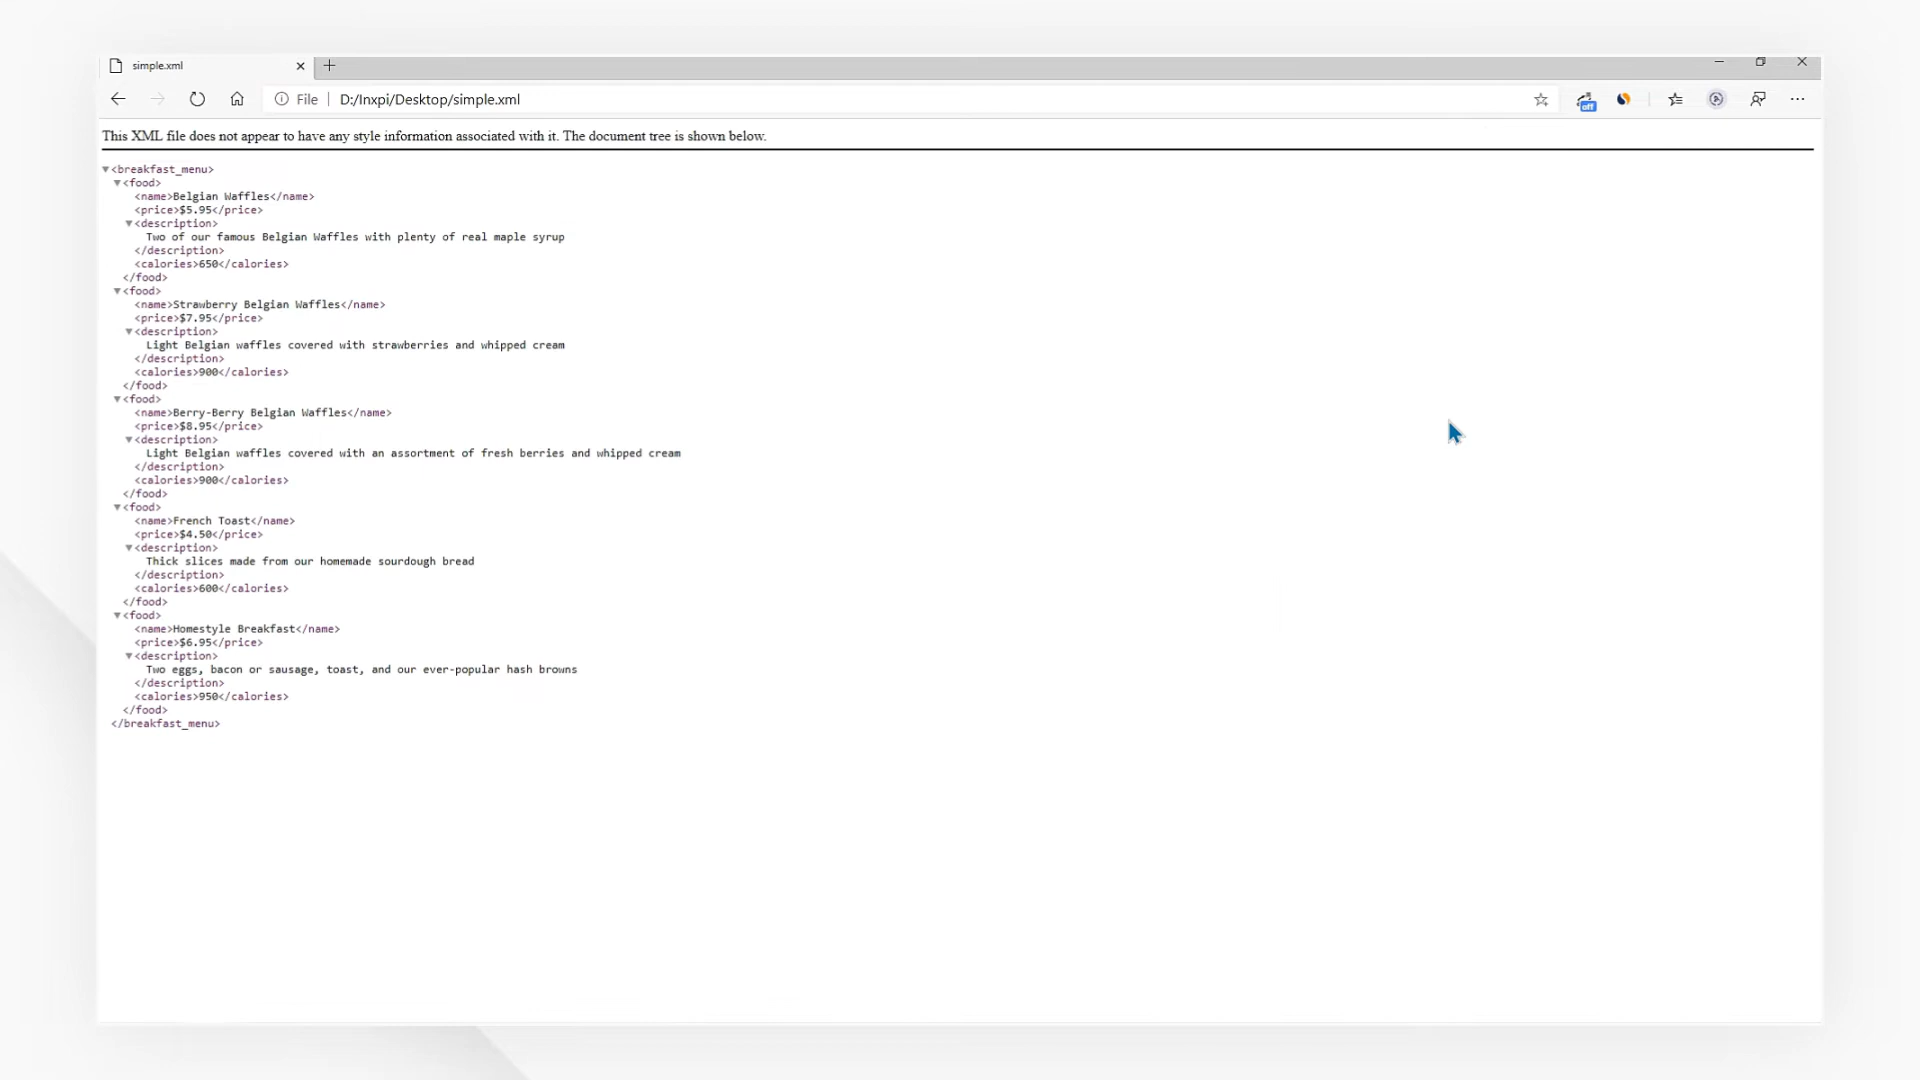 simple.xml
File D:/Inxpi/Desktop/simple.xml
off
This XML file does not appear to have any style information associated with it. The document tree is shown below.
<breakfast_menu>
<food>
<name>Belgian Waffles</name>
<price>$5.95</price>
<description>
Two of our famous Belgian Waffles with plenty of real maple syrup
</description>
<calories>650</calories>
</food>
<food>
<name>Strawberry Belgian Waffles</name>
<price>$7.95</price>
<description>
Light Belgian waffles covered with strawberries and whipped cream
</description>
<calories>900</calories>
</food>
<food>
<name>Berry-Berry Belgian Waffles</name>
<price>$8.95</price>
<description>
Light Belgian waffles covered with an assortment of fresh berries and whipped cream
</description>
<calories>900</calories>
</food>
<food>
<name>French Toast</name>
<price>$4.50</price>
<description>
Thick slices made from our homemade sourdough bread
</description>
<calories>600</calories>
</food>
<food>
<name>Homestyle Breakfast</name>
<price>$6.95</price>
<description>
Two eggs, bacon or sausage, toast, and our ever-popular hash browns
</description>
<calories>950</calories>
</food>
</breakfast_menu>